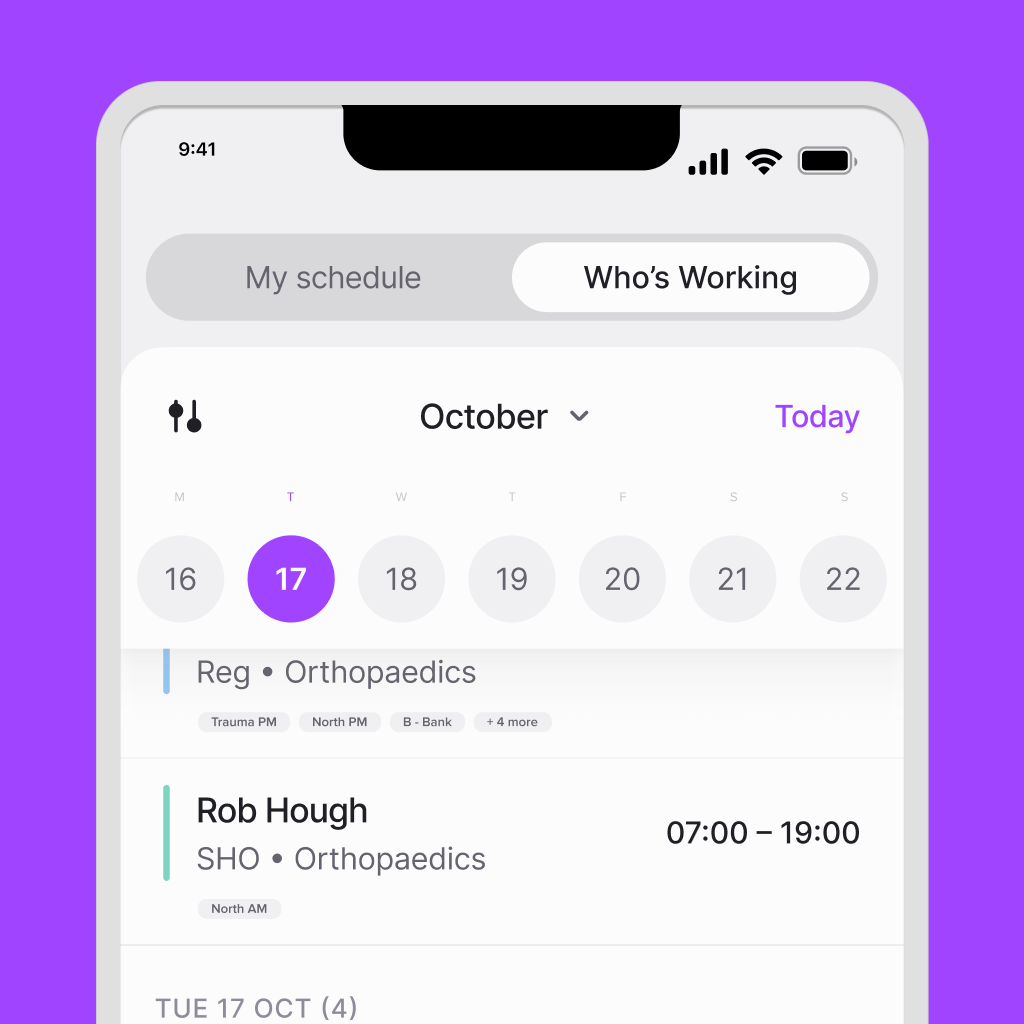 9:41
My schedule
Who’s Working
October
Today
M T W T F S S
16 17 18 19 20 21 22
Reg • Orthopaedics
Trauma PM North PM B - Bank + 4 more
Rob Hough
07:00 – 19:00
SHO • Orthopaedics
North AM
TUE 17 OCT (4)